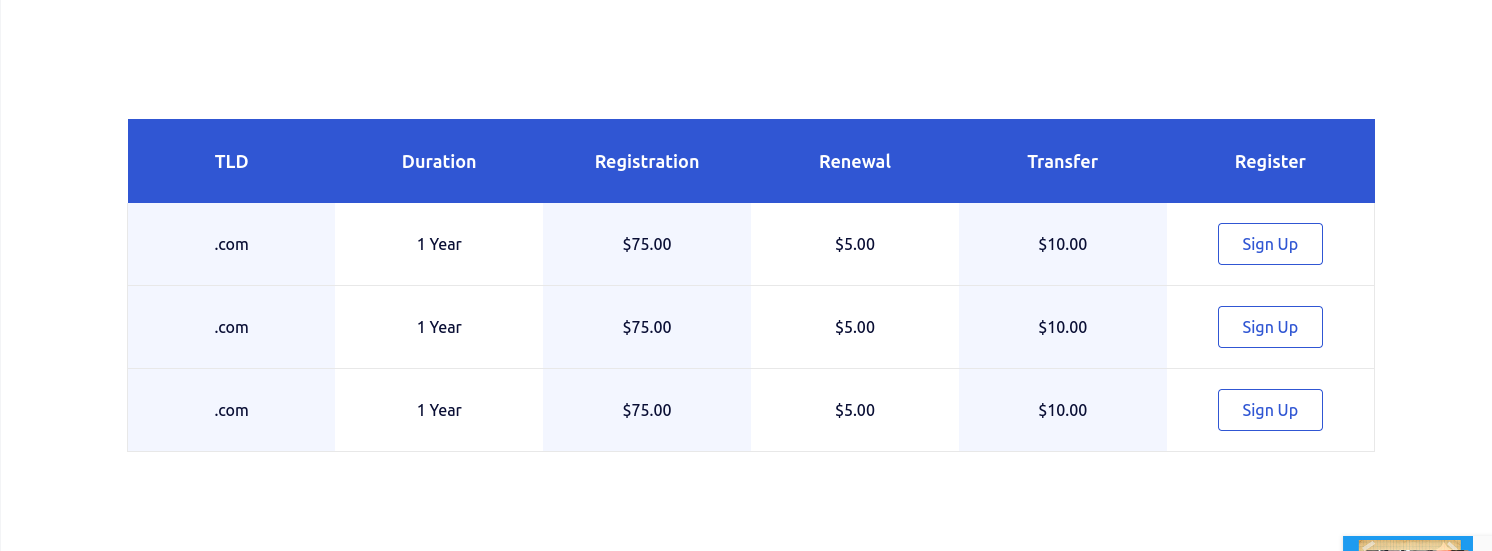 TLD Duration Registration Renewal Transfer Register
.com 1 Year $75.00 $5.00 $10.00 Sign Up
.com 1 Year $75.00 $5.00 $10.00 Sign Up
.com 1 Year $75.00 $5.00 $10.00 Sign Up